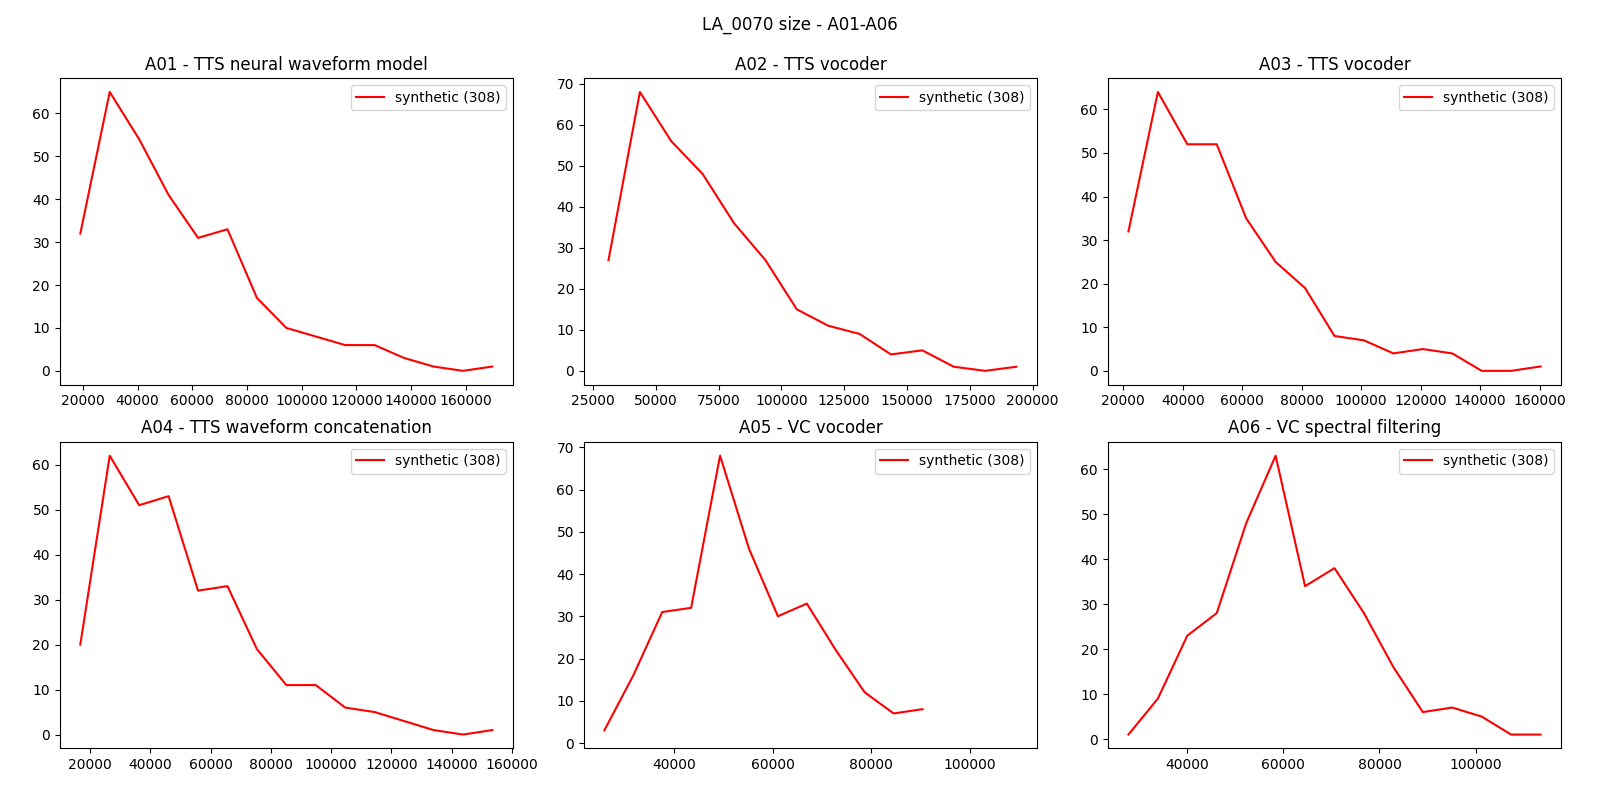 LA_0070 size - A01-A06
A01 - TTS neural waveform model
synthetic (308)
60
50
40
30
20
10
0
20000 40000 60000 80000 100000 120000 140000 160000
A02 - TTS vocoder
synthetic (308)
70
60
50
40
30
20
10
0
25000 50000 75000 100000 125000 150000 175000 200000
A03 - TTS vocoder
synthetic (308)
60
50
40
30
20
10
0
20000 40000 60000 80000 100000 120000 140000 160000
A04 - TTS waveform concatenation
synthetic (308)
60
50
40
30
20
10
0
20000 40000 60000 80000 100000 120000 140000 160000
A05 - VC vocoder
synthetic (308)
70
60
50
40
30
20
10
0
40000 60000 80000 100000
A06 - VC spectral filtering
synthetic (308)
60
50
40
30
20
10
0
40000 60000 80000 100000